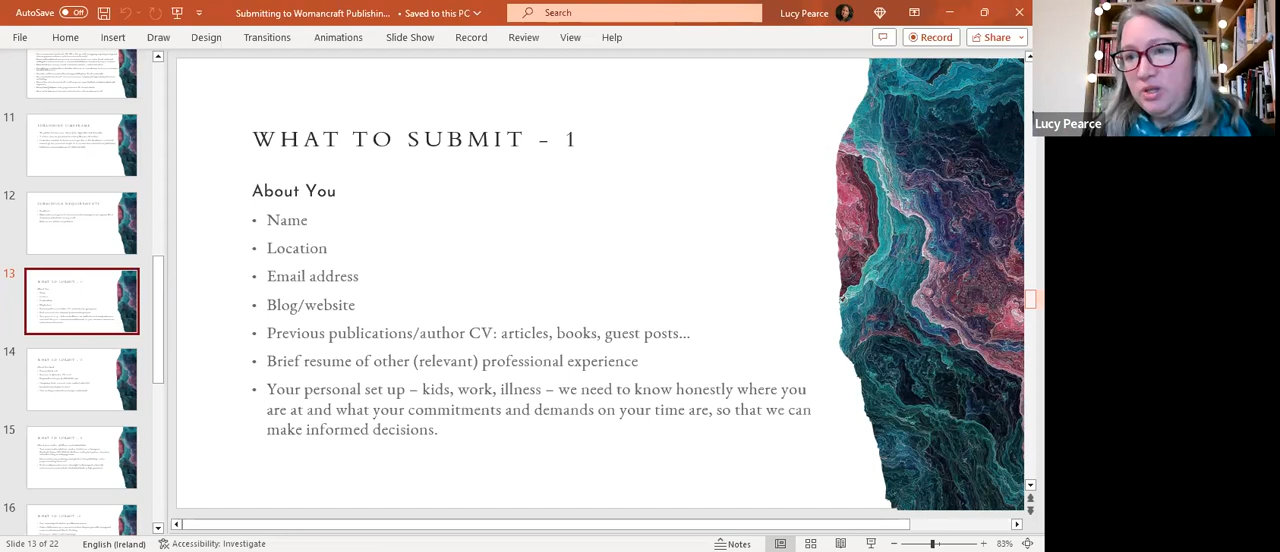 AutoSave Off Submitting to Womancraft Publishin... • Saved to this PC Search Lucy Pearce
File Home Insert Draw Design Transitions Animations Slide Show Record Review View Help Record Share
Lucy Pearce
11
12
13
14
15
16
WHAT TO SUBMIT – 1
About You
• Name
• Location
• Email address
• Blog/website
• Previous publications/author of articles, books, guest posts...
• Brief resume of other (relevant) professional experience
• Your personal set up – kids, work, illness – we need to know honestly where you
are at and what your commitments and demands on your time are, so that we can
make informed decisions.
Slide 13 of 22 English (Ireland) Accessibility: Investigate Notes 83%